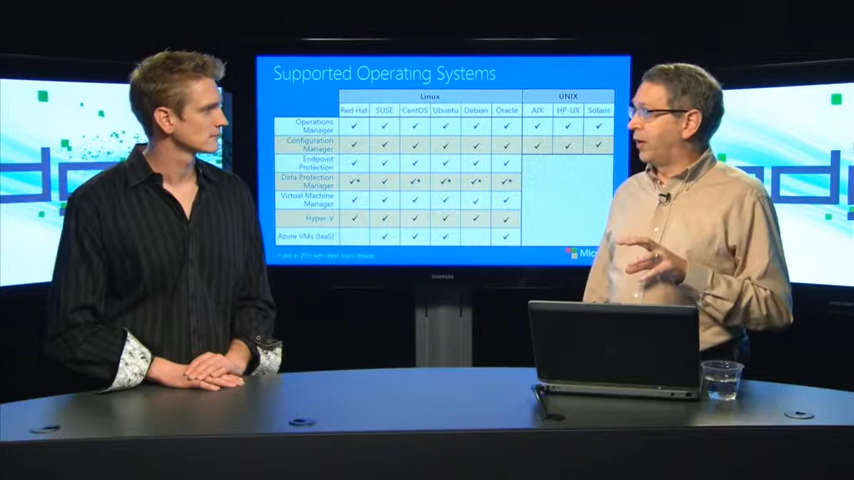 Supported Operating Systems
Linux UNIX
Red-Hat SUSE CentOS Ubuntu Debian Oracle AIX HP-UX Solaris
Operations
Manager ✓ ✓ ✓ ✓ ✓ ✓ ✓ ✓ ✓
Configuration
Manager ✓ ✓ ✓ ✓ ✓ ✓ ✓ ✓ ✓
Endpoint
Protection ✓ ✓ ✓ ✓ ✓ ✓
Data Protection
Manager ✓* ✓ ✓* ✓* ✓* ✓*
Virtual Machine
Manager ✓ ✓ ✓ ✓ ✓ ✓
Hyper-V ✓ ✓ ✓ ✓ ✓ ✓
Azure VMs (IaaS) ✓ ✓ ✓ ✓
SAMSUNG